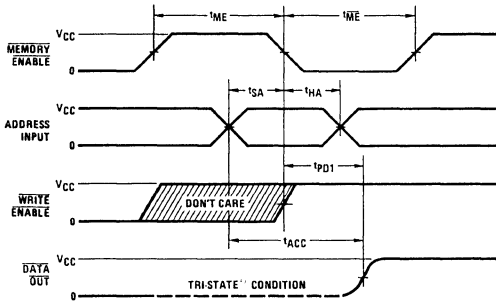 tME tME
VCC
MEMORY
ENABLE
0
tSA tHA
VCC
ADDRESS
INPUT
0
tPD1
VCC
WRITE
ENABLE
DON'T CARE
0
tACC
VCC
DATA
OUT
TRI-STATE CONDITION
0